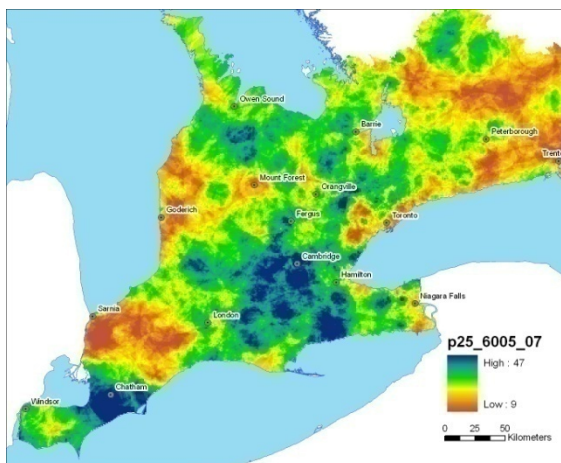 Owen Sound
Barrie
Peterborough
Trento
Mount Forest
Orangville
Goderich
Fergus
Toronto
Cambridge
Hamilton
Niagara Falls
Sarnia
London
Chatham
Windsor
p25_6005_07
High : 47
Low : 9
0 25 50
Kilometers